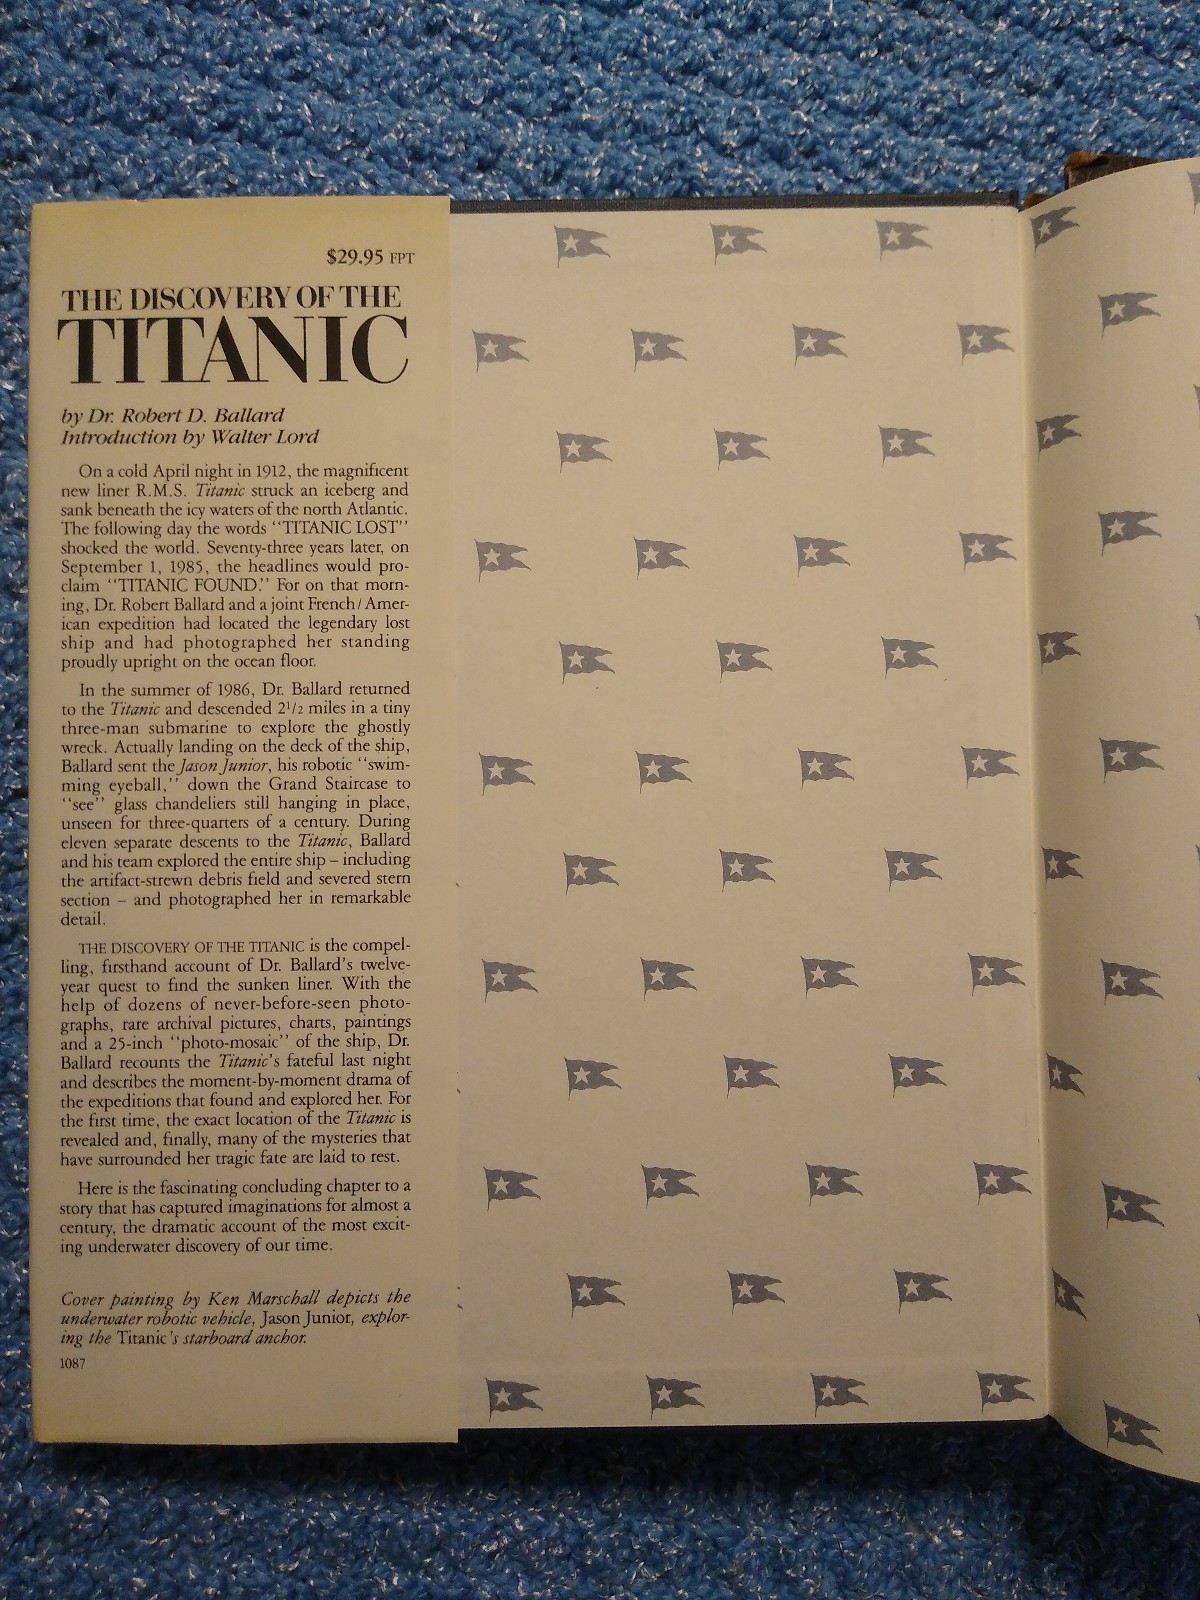 $29.95 FPT
THE DISCOVERY OF THE
TITANIC
by Dr. Robert D. Ballard
Introduction by Walter Lord
On a cold April night in 1912, the magnificent
new liner R.M.S. Titanic struck an iceberg and
sank beneath the icy waters of the north Atlantic.
The following day the words "TITANIC LOST"
shocked the world. Seventy-three years later, on
September 1, 1985, the headlines would pro-
claim "TITANIC FOUND." For on that morn-
ing, Dr. Robert Ballard and a joint French/Amer-
ican expedition had located the legendary lost
ship and had photographed her standing
proudly upright on the ocean floor.
In the summer of 1986, Dr. Ballard returned
to the Titanic and descended 2½ miles in a tiny
three-man submarine to explore the ghostly
wreck. Actually landing on the deck of the ship,
Ballard sent the Jason Junior, his robotic "swim-
ming eyeball," down the Grand Staircase to
"see" glass chandeliers still hanging in place,
unseen for three-quarters of a century. During
eleven separate descents to the Titanic, Ballard
and his team explored the entire ship – including
the artifact-strewn debris field and severed stern
section – and photographed her in remarkable
detail.
THE DISCOVERY OF THE TITANIC is the compel-
ling, firsthand account of Dr. Ballard's twelve-
year quest to find the sunken liner. With the
help of dozens of never-before-seen photo-
graphs, rare archival pictures, charts, paintings
and a 25-inch "photo-mosaic" of the ship, Dr.
Ballard recounts the Titanic's fateful last night
and describes the moment-by-moment drama of
the expeditions that found and explored her. For
the first time, the exact location of the Titanic is
revealed and, finally, many of the mysteries that
have surrounded her tragic fate are laid to rest.
Here is the fascinating concluding chapter to a
story that has captured imaginations for almost a
century, the dramatic account of the most excit-
ing underwater discovery of our time.
Cover painting by Ken Marschall depicts the
underwater robotic vehicle, Jason Junior, explor-
ing the Titanic's starboard anchor.
1087